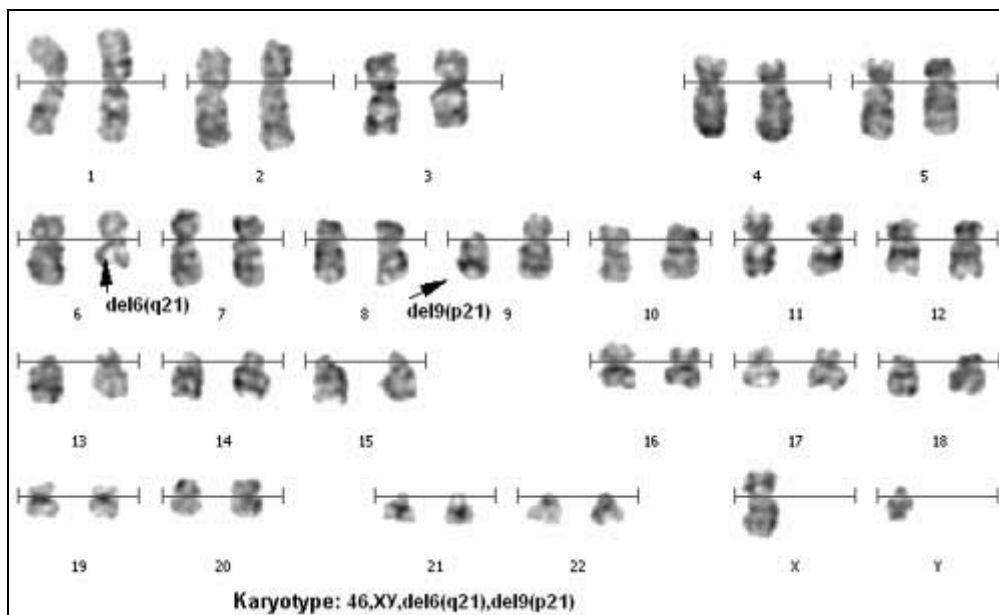 1 2 3 4 5
6 del6(q21) 7 8 del9(p21) 9 10 11 12
13 14 15 16 17 18
19 20 21 22 X Y
Karyotype: 46,XY,del6(q21),del9(p21)